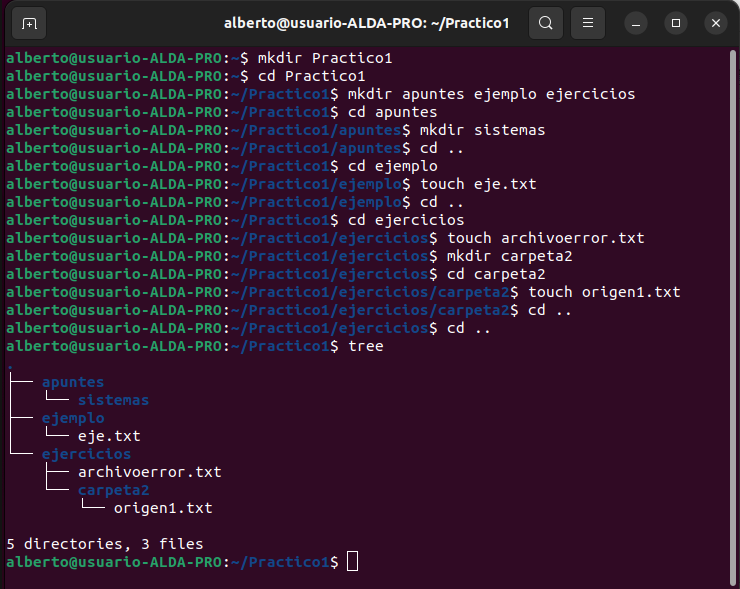 alberto@usuario-ALDA-PRO: ~/Practico1
alberto@usuario-ALDA-PRO:~$ mkdir Practico1
alberto@usuario-ALDA-PRO:~$ cd Practico1
alberto@usuario-ALDA-PRO:~/Practico1$ mkdir apuntes ejemplo ejercicios
alberto@usuario-ALDA-PRO:~/Practico1$ cd apuntes
alberto@usuario-ALDA-PRO:~/Practico1/apuntes$ mkdir sistemas
alberto@usuario-ALDA-PRO:~/Practico1/apuntes$ cd ..
alberto@usuario-ALDA-PRO:~/Practico1$ cd ejemplo
alberto@usuario-ALDA-PRO:~/Practico1/ejemplo$ touch eje.txt
alberto@usuario-ALDA-PRO:~/Practico1/ejemplo$ cd ..
alberto@usuario-ALDA-PRO:~/Practico1$ cd ejercicios
alberto@usuario-ALDA-PRO:~/Practico1/ejercicios$ touch archivoerror.txt
alberto@usuario-ALDA-PRO:~/Practico1/ejercicios$ mkdir carpeta2
alberto@usuario-ALDA-PRO:~/Practico1/ejercicios$ cd carpeta2
alberto@usuario-ALDA-PRO:~/Practico1/ejercicios/carpeta2$ touch origen1.txt
alberto@usuario-ALDA-PRO:~/Practico1/ejercicios/carpeta2$ cd ..
alberto@usuario-ALDA-PRO:~/Practico1/ejercicios$ cd ..
alberto@usuario-ALDA-PRO:~/Practico1$ tree
.
├── apuntes
│   └── sistemas
├── ejemplo
│   └── eje.txt
└── ejercicios
    ├── archivoerror.txt
    └── carpeta2
        └── origen1.txt
5 directories, 3 files
alberto@usuario-ALDA-PRO:~/Practico1$